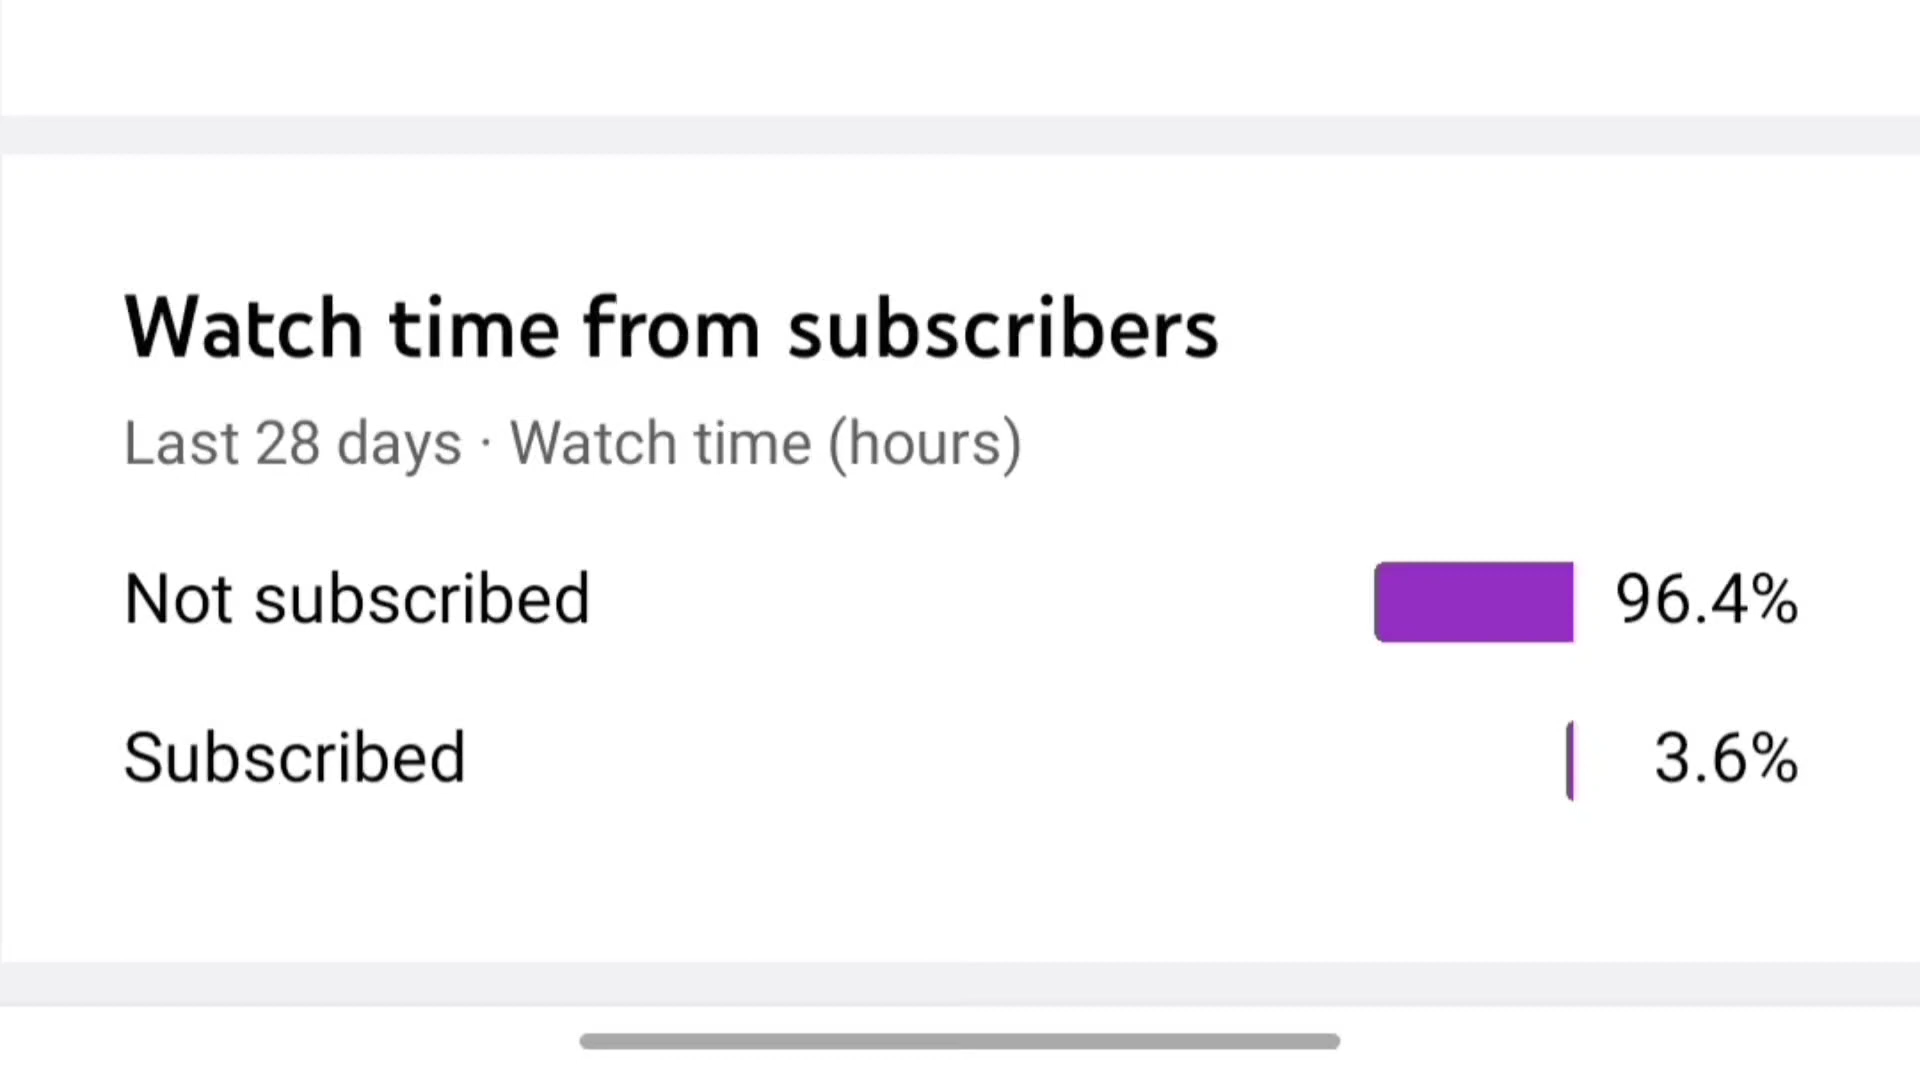 Watch time from subscribers
Last 28 days · Watch time (hours)
Not subscribed 96.4%
Subscribed 3.6%